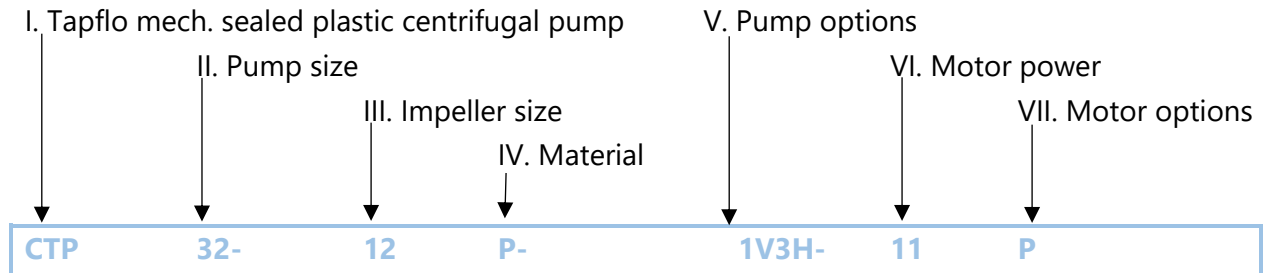 I. Tapflo mech. sealed plastic centrifugal pump V. Pump options
II. Pump size VI. Motor power
III. Impeller size VII. Motor options
IV. Material
CTP 32- 12 P- 1V3H- 11 P